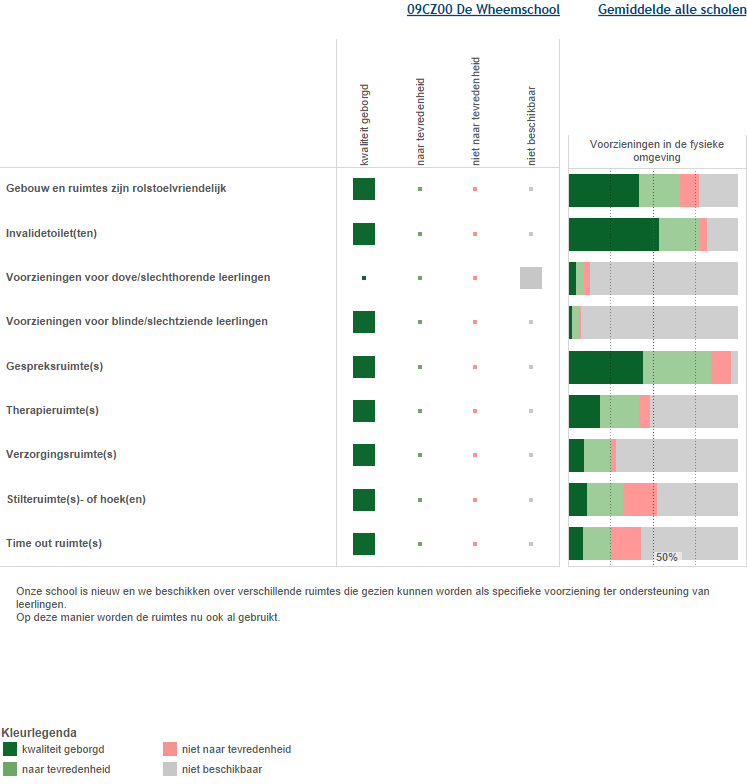 09CZ00 De Wheemschool
Gemiddelde alle scholen
kwaliteit geborgd
naar tevredenheid
niet naar tevredenheid
niet beschikbaar
Voorzieningen in de fysieke
omgeving
Gebouw en ruimtes zijn rolstoelvriendelijk
Invalidetoilet(ten)
Voorzieningen voor dove/slechthorende leerlingen
Voorzieningen voor blinde/slechtziende leerlingen
Gespreksruimte(s)
Therapieruimte(s)
Verzorgingsruimte(s)
Stilteruimte(s)- of hoek(en)
Time out ruimte(s)
50%
Onze school is nieuw en we beschikken over verschillende ruimtes die gezien kunnen worden als specifieke voorziening ter ondersteuning van
leerlingen.
Op deze manier worden de ruimtes nu ook al gebruikt.
Kleurlegenda
kwaliteit geborgd
niet naar tevredenheid
naar tevredenheid
niet beschikbaar